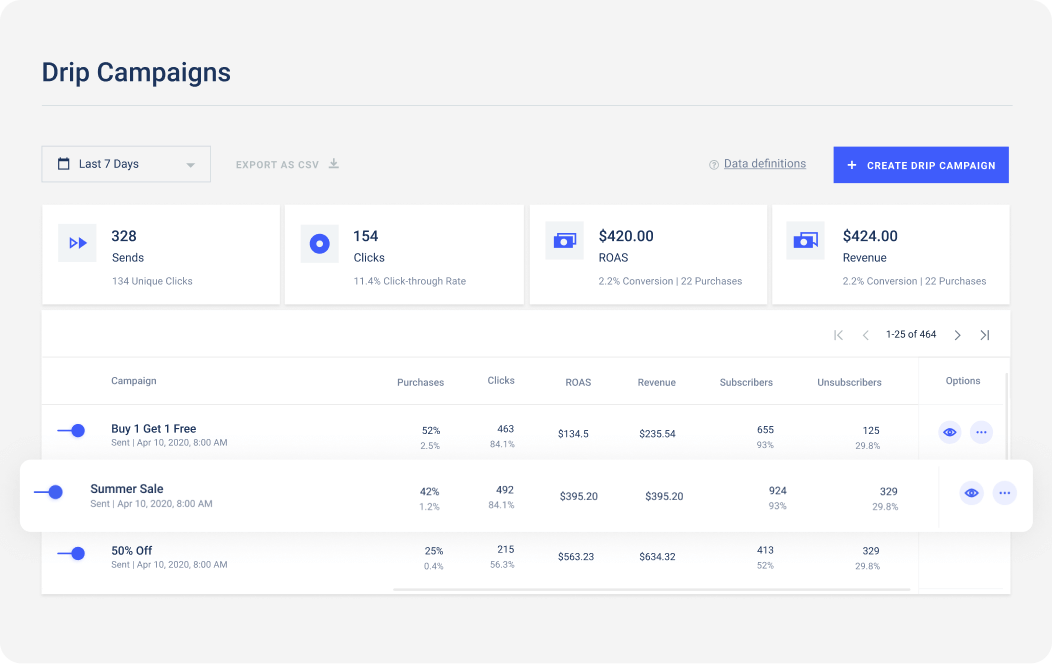 Drip Campaigns
Last 7 Days
EXPORT AS CSV
Data definitions
+ CREATE DRIP CAMPAIGN
328
Sends
134 Unique Clicks
154
Clicks
11.4% Click-through Rate
$420.00
ROAS
2.2% Conversion | 22 Purchases
$424.00
Revenue
2.2% Conversion | 22 Purchases
1-25 of 464
Campaign Purchases Clicks ROAS Revenue Subscribers Unsubscribers Options
Buy 1 Get 1 Free 52% 463 $134.5 $235.54 655 125
Sent | Apr 10, 2020, 8:00 AM 2.5% 84.1% 93% 29.8%
Summer Sale 42% 492 $395.20 $395.20 924 329
Sent | Apr 10, 2020, 8:00 AM 1.2% 84.1% 93% 29.8%
50% Off 25% 215 $563.23 $634.32 413 329
Sent | Apr 10, 2020, 8:00 AM 0.4% 56.3% 52% 29.8%